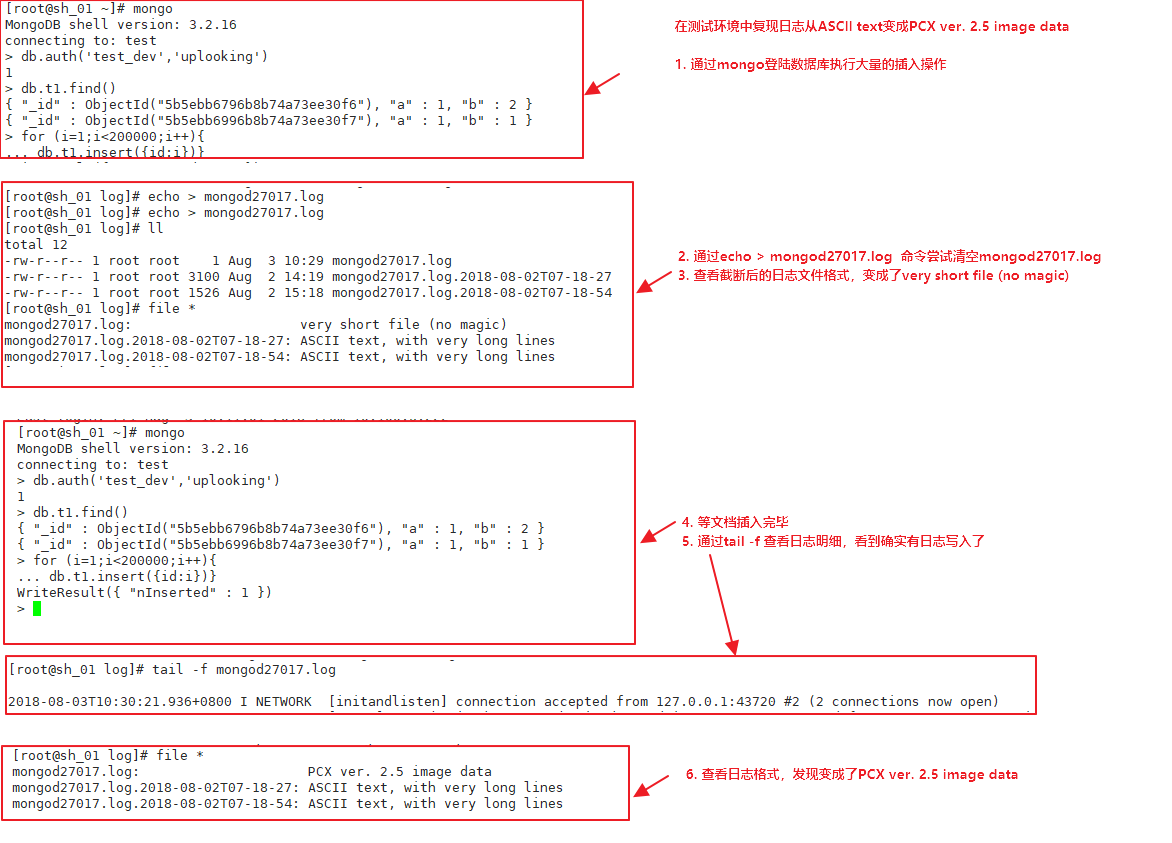 [root@sh_01 ~]# mongo
MongoDB shell version: 3.2.16
connecting to: test
> db.auth('test_dev','uplooking')
1
> db.t1.find()
{ "_id" : ObjectId("5b5ebb6796b8b74a73ee30f6"), "a" : 1, "b" : 2 }
{ "_id" : ObjectId("5b5ebb6996b8b74a73ee30f7"), "a" : 1, "b" : 1 }
> for (i=1;i<200000;i++){
... db.t1.insert({id:i})}
在测试环境中复现日志从ASCII text变成PCX ver. 2.5 image data
1. 通过mongo登陆数据库执行大量的插入操作
[root@sh_01 log]# echo > mongod27017.log
[root@sh_01 log]# echo > mongod27017.log
[root@sh_01 log]# ll
total 12
-rw-r--r-- 1 root root    1 Aug  3 10:29 mongod27017.log
-rw-r--r-- 1 root root 3100 Aug  2 14:19 mongod27017.log.2018-08-02T07-18-27
-rw-r--r-- 1 root root 1526 Aug  2 15:18 mongod27017.log.2018-08-02T07-18-54
[root@sh_01 log]# file *
mongod27017.log:                     very short file (no magic)
mongod27017.log.2018-08-02T07-18-27: ASCII text, with very long lines
mongod27017.log.2018-08-02T07-18-54: ASCII text, with very long lines
2. 通过echo > mongod27017.log  命令尝试清空mongod27017.log
3. 查看截断后的日志文件格式，变成了very short file (no magic)
[root@sh_01 ~]# mongo
MongoDB shell version: 3.2.16
connecting to: test
> db.auth('test_dev','uplooking')
1
> db.t1.find()
{ "_id" : ObjectId("5b5ebb6796b8b74a73ee30f6"), "a" : 1, "b" : 2 }
{ "_id" : ObjectId("5b5ebb6996b8b74a73ee30f7"), "a" : 1, "b" : 1 }
> for (i=1;i<200000;i++){
... db.t1.insert({id:i})}
WriteResult({ "nInserted" : 1 })
>
4. 等文档插入完毕
5. 通过tail -f 查看日志明细，看到确实有日志写入了
[root@sh_01 log]# tail -f mongod27017.log
2018-08-03T10:30:21.936+0800 I NETWORK  [initandlisten] connection accepted from 127.0.0.1:43720 #2 (2 connections now open)
[root@sh_01 log]# file *
mongod27017.log:                     PCX ver. 2.5 image data
mongod27017.log.2018-08-02T07-18-27: ASCII text, with very long lines
mongod27017.log.2018-08-02T07-18-54: ASCII text, with very long lines
6. 查看日志格式，发现变成了PCX ver. 2.5 image data